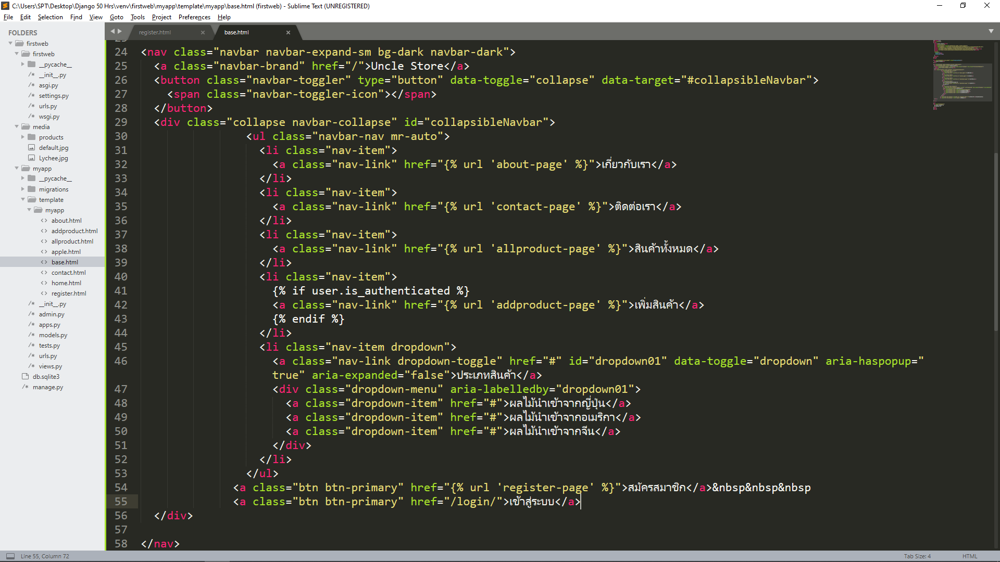 C:\Users\SPT\Desktop\Django 50 Hrs\venv\firstweb\myapp\template\myapp\base.html (firstweb) - Sublime Text (UNREGISTERED)
File Edit Selection Find View Goto Tools Project Preferences Help
FOLDERS
firstweb
firstweb
__pycache__
__init__.py
asgi.py
settings.py
urls.py
wsgi.py
media
products
default.jpg
Lychee.jpg
myapp
__pycache__
migrations
template
myapp
about.html
addproduct.html
allproduct.html
apple.html
base.html
contact.html
home.html
register.html
__init__.py
admin.py
apps.py
models.py
tests.py
urls.py
views.py
db.sqlite3
manage.py
register.html × base.html ×
24 <nav class="navbar navbar-expand-sm bg-dark navbar-dark">
25 <a class="navbar-brand" href="/">Uncle Store</a>
26 <button class="navbar-toggler" type="button" data-toggle="collapse" data-target="#collapsibleNavbar">
27 <span class="navbar-toggler-icon"></span>
28 </button>
29 <div class="collapse navbar-collapse" id="collapsibleNavbar">
30 <ul class="navbar-nav mr-auto">
31 <li class="nav-item">
32 <a class="nav-link" href="{% url 'about-page' %}">เกี่ยวกับเรา</a>
33 </li>
34 <li class="nav-item">
35 <a class="nav-link" href="{% url 'contact-page' %}">ติดต่อเรา</a>
36 </li>
37 <li class="nav-item">
38 <a class="nav-link" href="{% url 'allproduct-page' %}">สินค้าทั้งหมด</a>
39 </li>
40 <li class="nav-item">
41 {% if user.is_authenticated %}
42 <a class="nav-link" href="{% url 'addproduct-page' %}">เพิ่มสินค้า</a>
43 {% endif %}
44 </li>
45 <li class="nav-item dropdown">
46 <a class="nav-link dropdown-toggle" href="#" id="dropdown01" data-toggle="dropdown" aria-haspopup="
true" aria-expanded="false">ประเภทสินค้า</a>
47 <div class="dropdown-menu" aria-labelledby="dropdown01">
48 <a class="dropdown-item" href="#">ผลไม้นำเข้าจากญี่ปุ่น</a>
49 <a class="dropdown-item" href="#">ผลไม้นำเข้าจากอเมริกา</a>
50 <a class="dropdown-item" href="#">ผลไม้นำเข้าจากจีน</a>
51 </div>
52 </li>
53 </ul>
54 <a class="btn btn-primary" href="{% url 'register-page' %}">สมัครสมาชิก</a>&nbsp&nbsp&nbsp
55 <a class="btn btn-primary" href="/login/">เข้าสู่ระบบ</a>
56 </div>
57
58 </nav>
Line 55, Column 72 Tab Size: 4 HTML